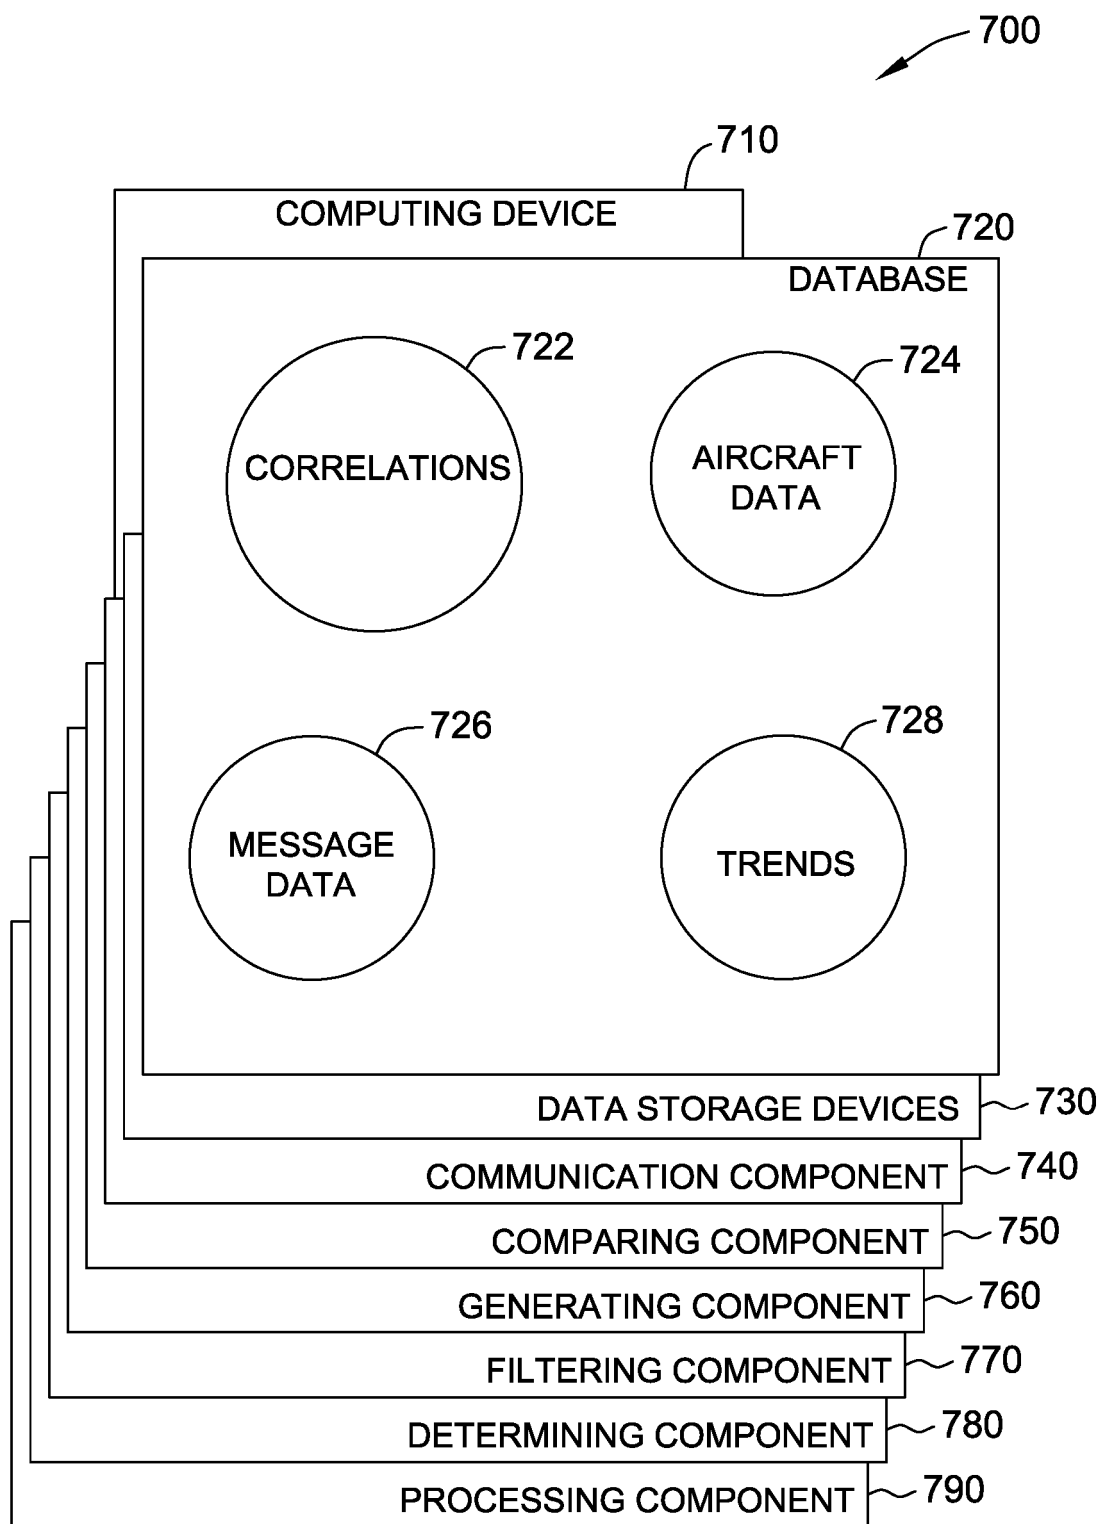 700
710
COMPUTING DEVICE
720
DATABASE
722
CORRELATIONS
724
AIRCRAFT
DATA
726
MESSAGE
DATA
728
TRENDS
DATA STORAGE DEVICES 730
COMMUNICATION COMPONENT 740
COMPARING COMPONENT 750
GENERATING COMPONENT 760
FILTERING COMPONENT 770
DETERMINING COMPONENT 780
PROCESSING COMPONENT 790